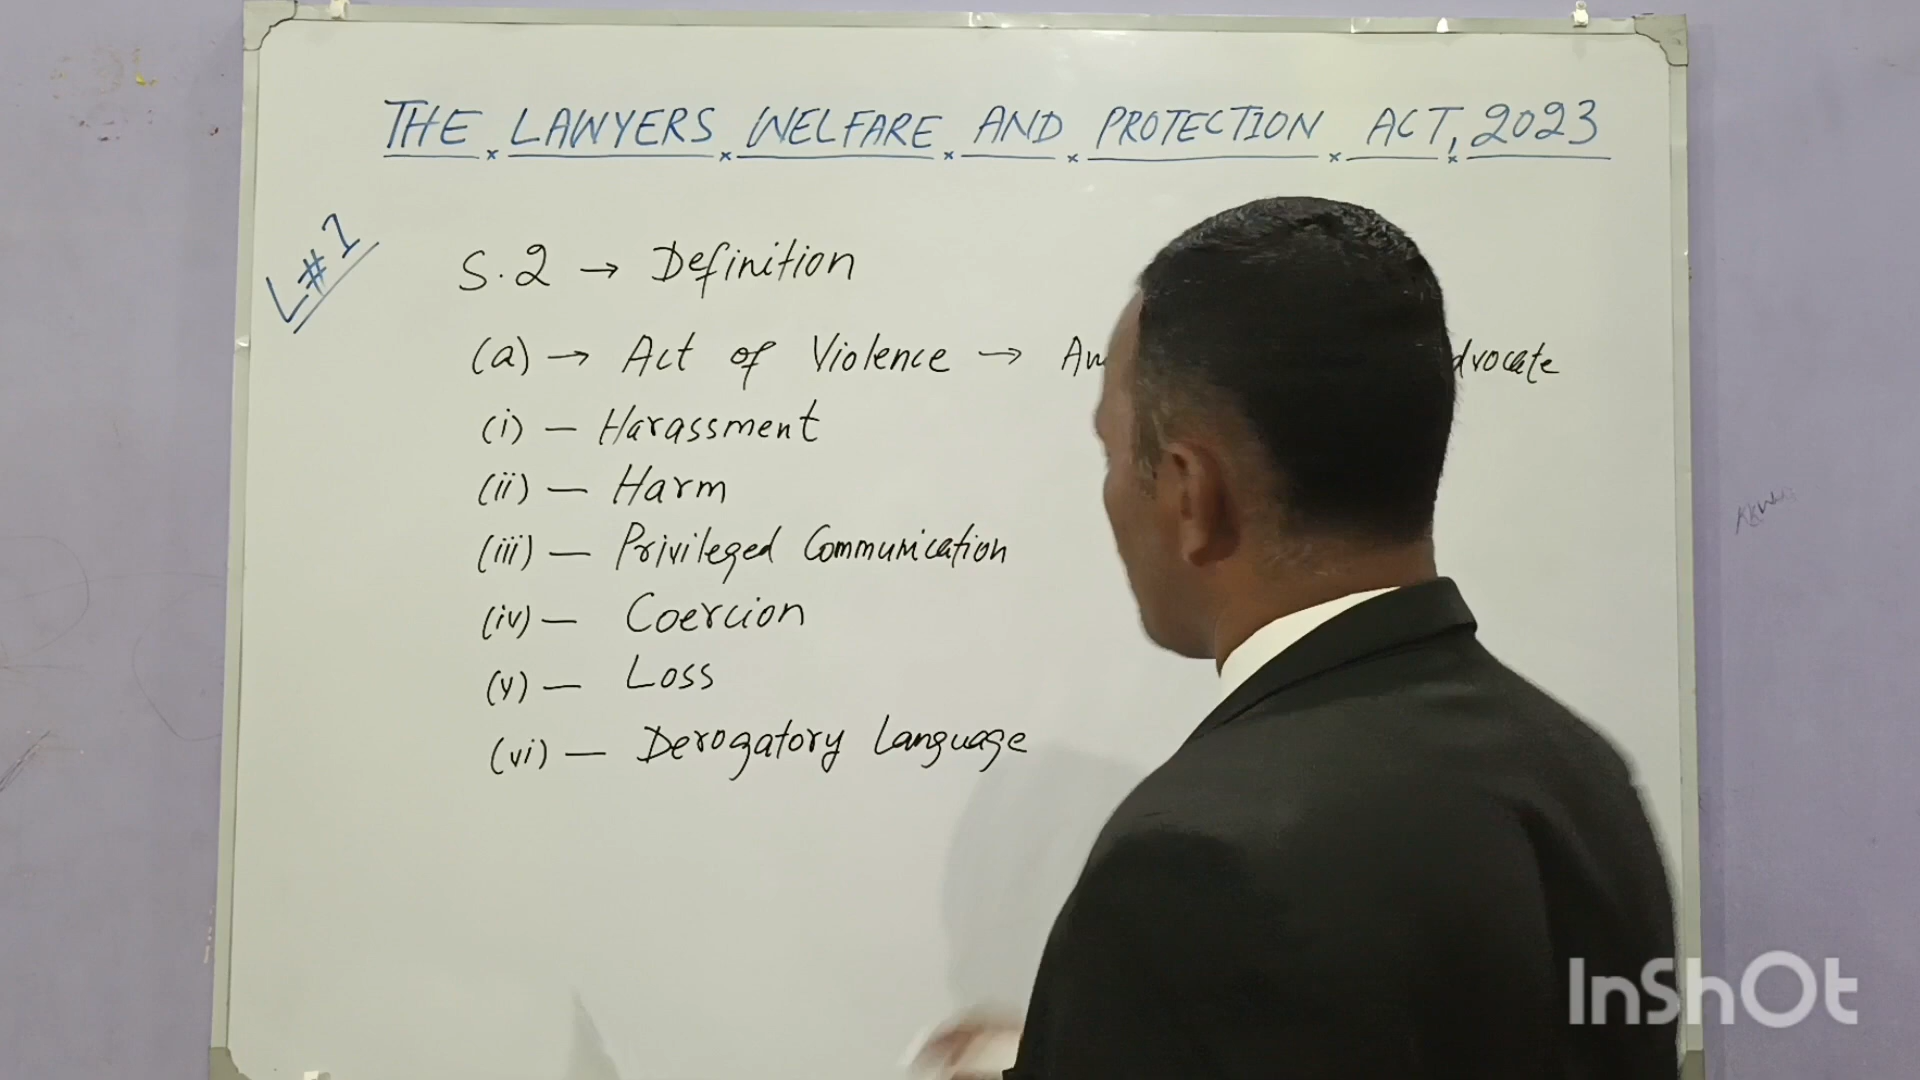 THE LAWYERS WELFARE AND PROTECTION ACT, 2023
L#1
S.2 → Definition
(a) → Act of Violence →
(i) — Harassment
(ii) — Harm
(iii) — Privileged Communication
(iv) — Coercion
(v) — Loss
(vi) — Derogatory Language
InShOt